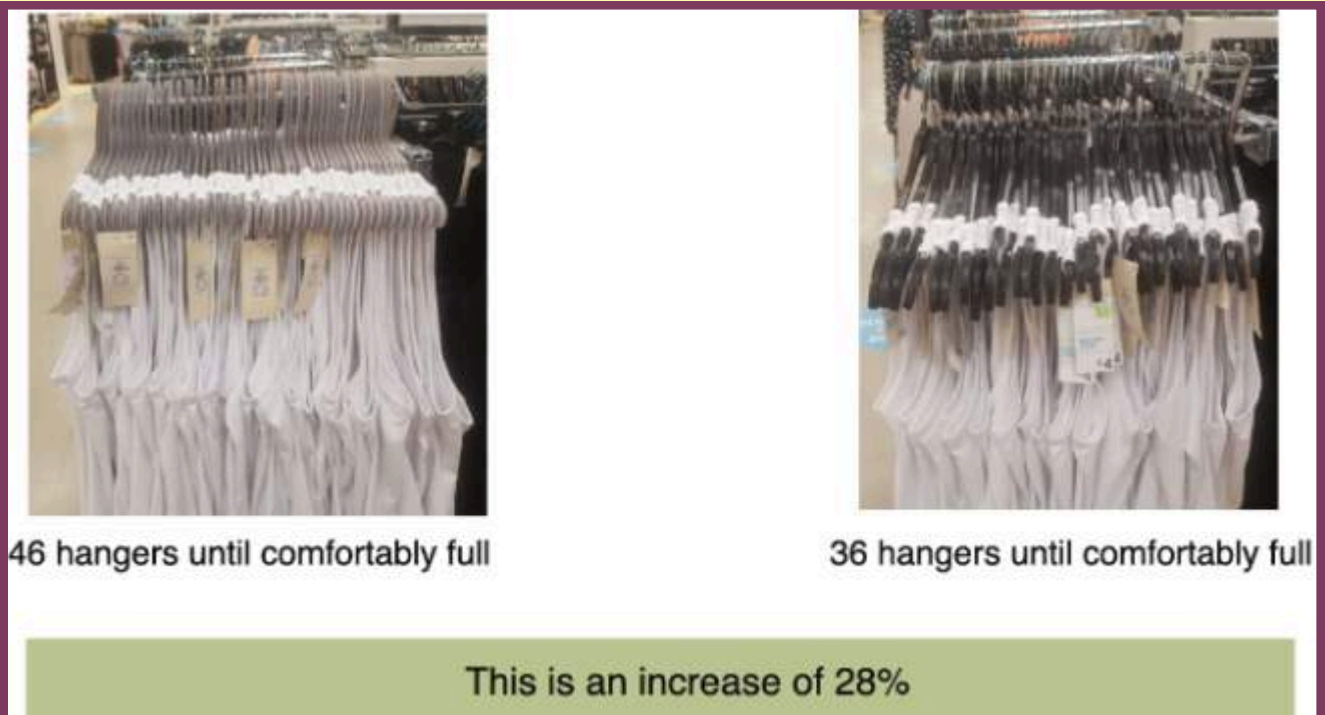 46 hangers until comfortably full
36 hangers until comfortably full
This is an increase of 28%